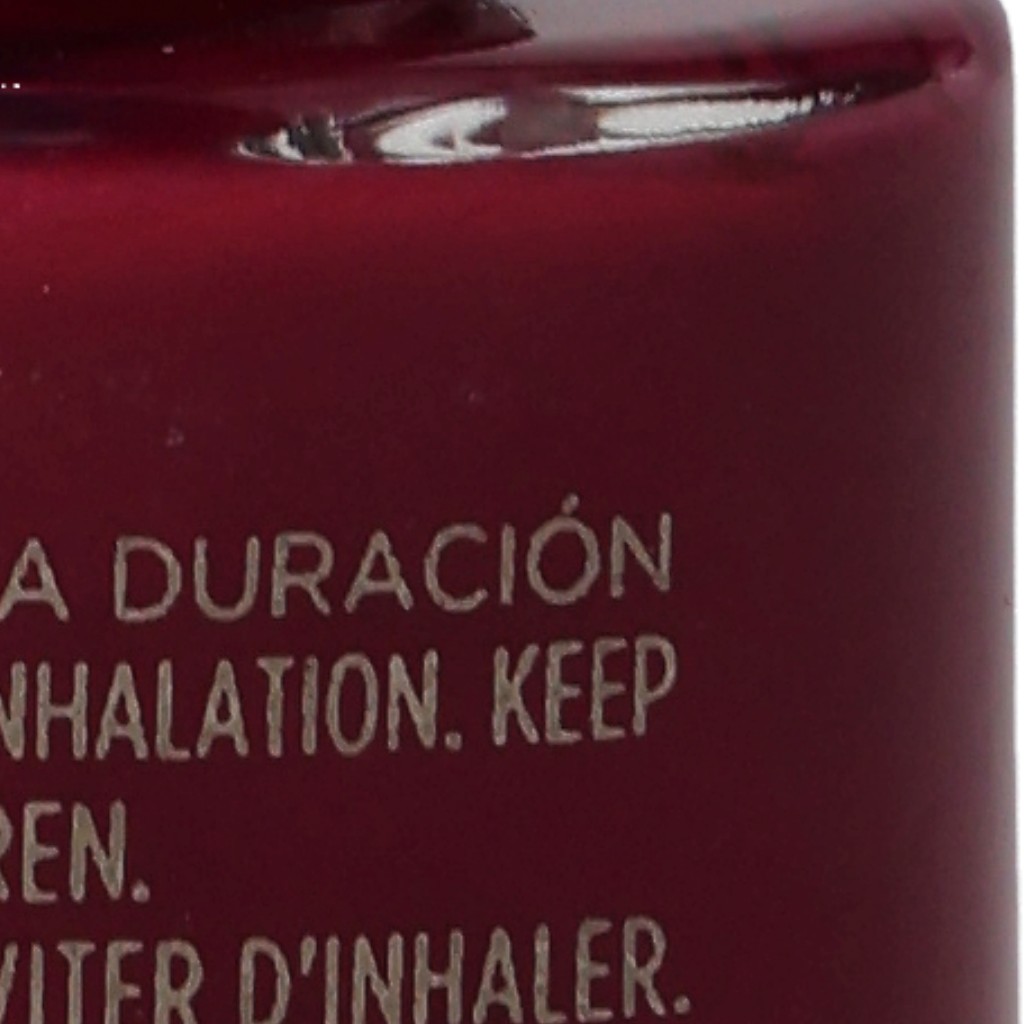 A DURACIÓN
NHALATION. KEEP
REN.
VITER D'INHALER.